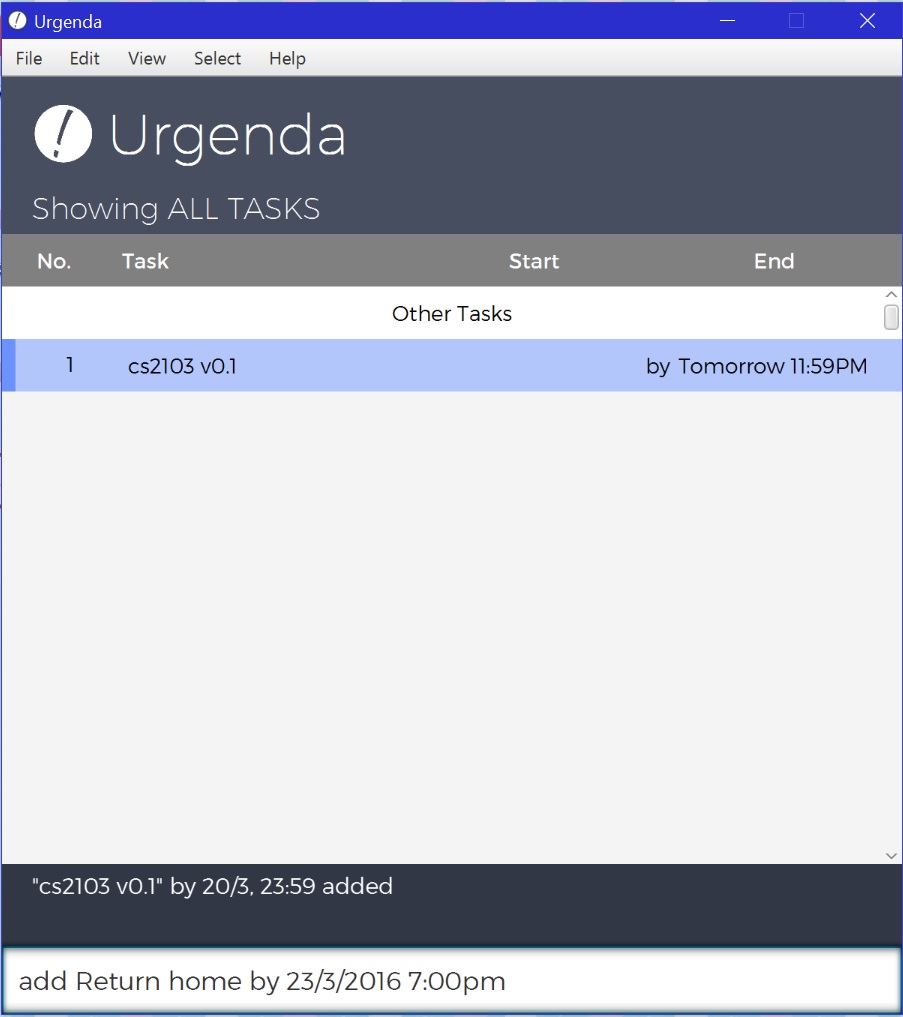 Urgenda
File Edit View Select Help
Urgenda
Showing ALL TASKS
No. Task Start End
Other Tasks
1 cs2103 v0.1 by Tomorrow 11:59PM
"cs2103 v0.1" by 20/3, 23:59 added
add Return home by 23/3/2016 7:00pm